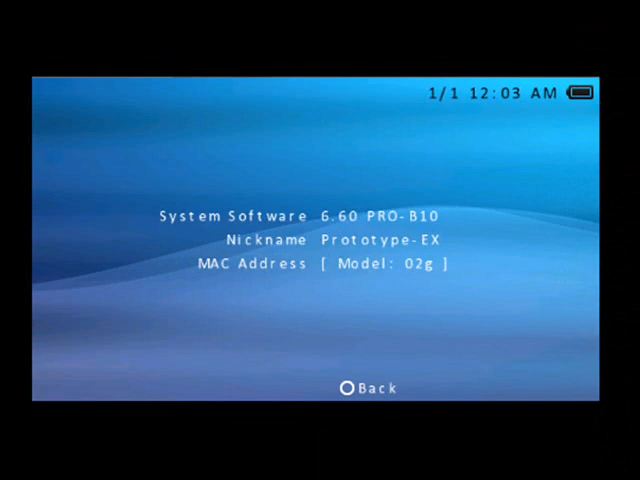 1/1 12:03 AM
System Software 6.60 PRO-B10
Nickname Prototype-EX
MAC Address [ Model: 02g ]
Back